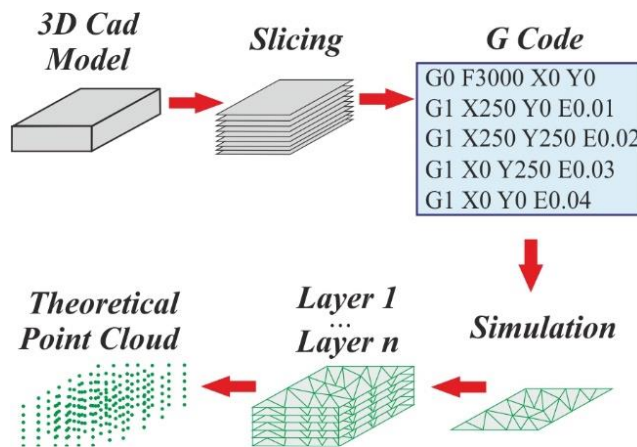 3D Cad
Model
Slicing
G Code
G0 F3000 X0 Y0
G1 X250 Y0 E0.01
G1 X250 Y250 E0.02
G1 X0 Y250 E0.03
G1 X0 Y0 E0.04
Theoretical
Point Cloud
Layer 1
...
Layer n
Simulation